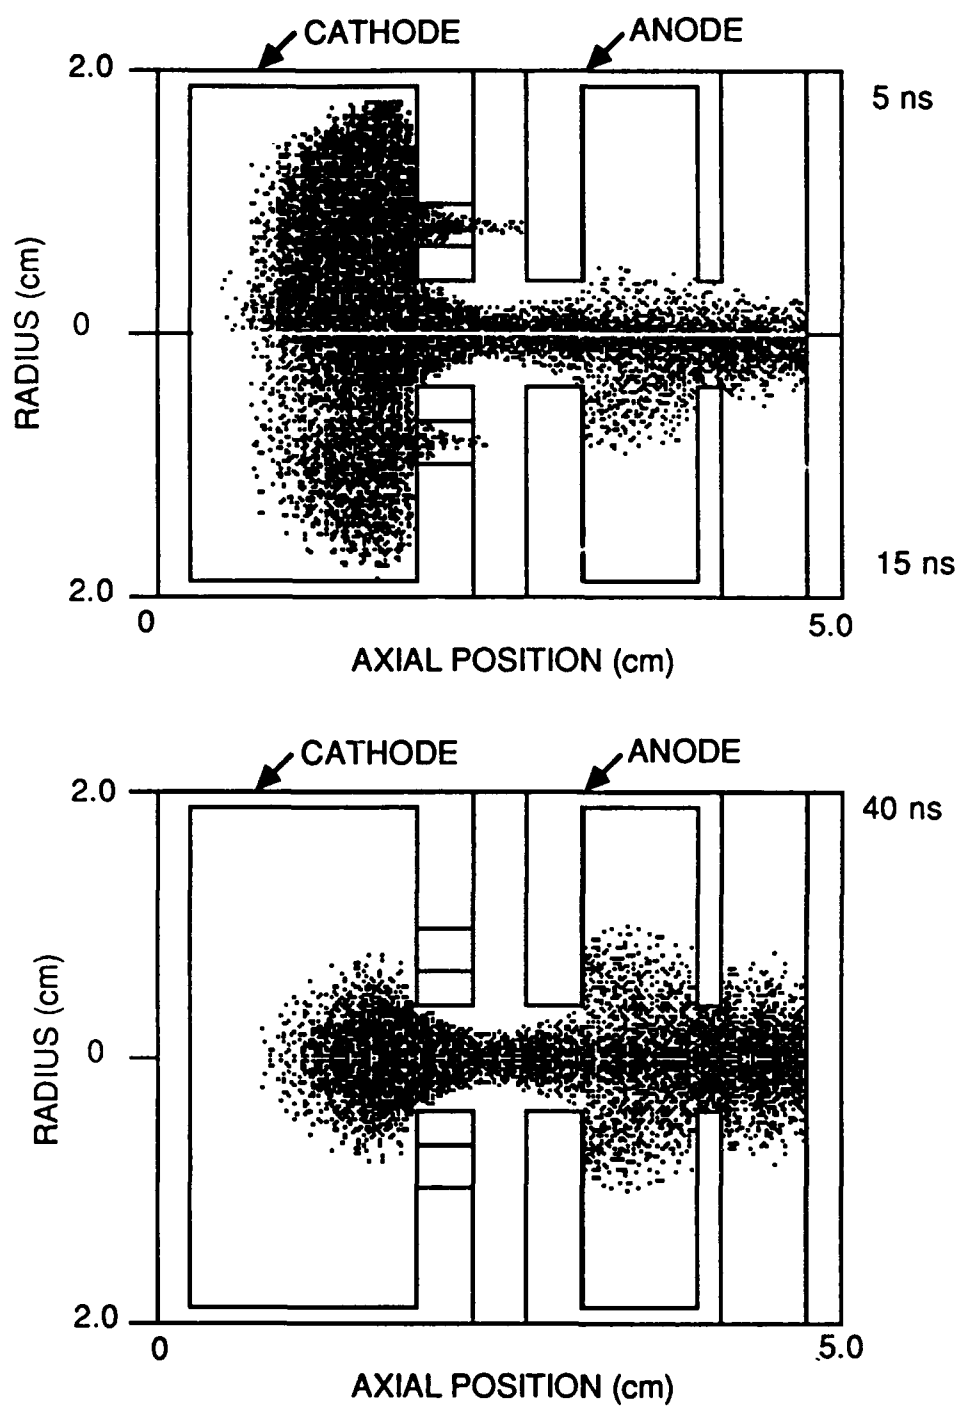 CATHODE
ANODE
2.0
5 ns
RADIUS (cm)
0
15 ns
2.0
0
5.0
AXIAL POSITION (cm)
CATHODE
ANODE
2.0
40 ns
RADIUS (cm)
0
2.0
0
5.0
AXIAL POSITION (cm)